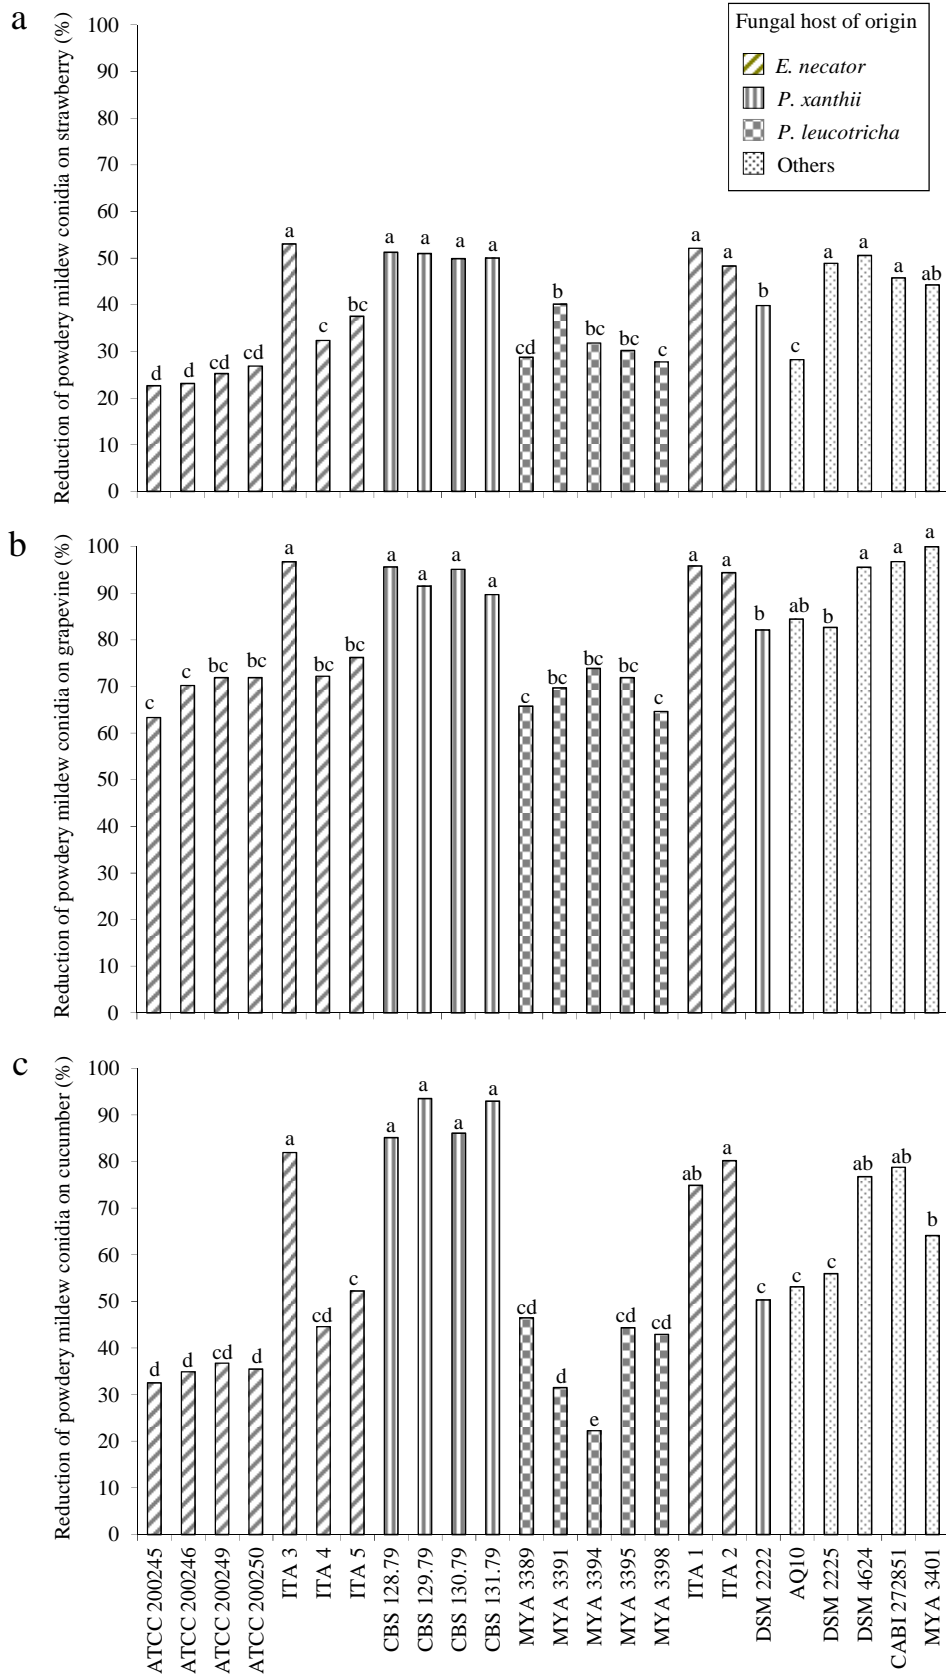 a
Reduction of powdery mildew conidia on strawberry (%)
100
90
80
70
60
50
40
30
20
10
0
Fungal host of origin
E. necator
P. xanthii
P. leucotricha
Others
d d cd cd a c bc a a a a cd b bc bc c a a b c a a a ab
b
Reduction of powdery mildew conidia on grapevine (%)
100
90
80
70
60
50
40
30
20
10
0
c c bc bc a bc bc a a a a c bc bc bc c a a b ab b a a a
c
Reduction of powdery mildew conidia on cucumber (%)
100
90
80
70
60
50
40
30
20
10
0
d d cd d a cd c a a a a cd d e cd cd ab a c c c ab ab b
ATCC 200245
ATCC 200246
ATCC 200249
ATCC 200250
ITA 3
ITA 4
ITA 5
CBS 128.79
CBS 129.79
CBS 130.79
CBS 131.79
MYA 3389
MYA 3391
MYA 3394
MYA 3395
MYA 3398
ITA 1
ITA 2
DSM 2222
AQ10
DSM 2225
DSM 4624
CABI 272851
MYA 3401